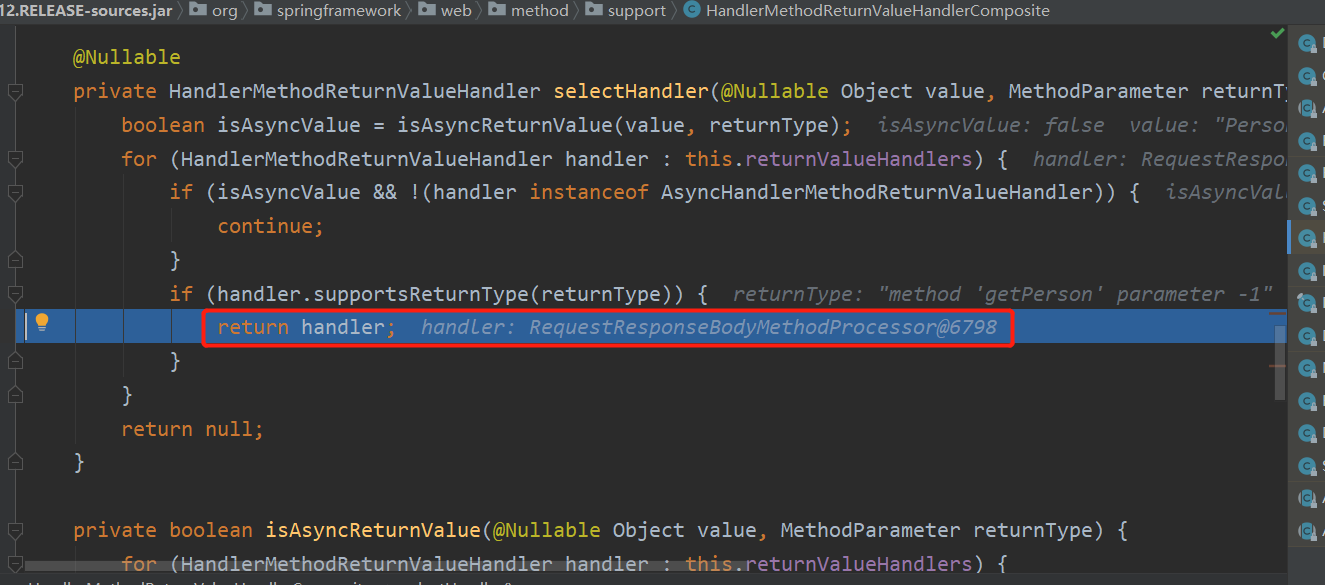 12.RELEASE-sources.jar org springframework web method support HandlerMethodReturnValueHandlerComposite
@Nullable
private HandlerMethodReturnValueHandler selectHandler(@Nullable Object value, MethodParameter returnTy
boolean isAsyncValue = isAsyncReturnValue(value, returnType); isAsyncValue: false value: "Perso
for (HandlerMethodReturnValueHandler handler : this.returnValueHandlers) { handler: RequestRespo
if (isAsyncValue && !(handler instanceof AsyncHandlerMethodReturnValueHandler)) { isAsyncVal
continue;
}
if (handler.supportsReturnType(returnType)) { returnType: "method 'getPerson' parameter -1"
return handler; handler: RequestResponseBodyMethodProcessor@6798
}
}
return null;
}
private boolean isAsyncReturnValue(@Nullable Object value, MethodParameter returnType) {
for (HandlerMethodReturnValueHandler handler : this.returnValueHandlers) {